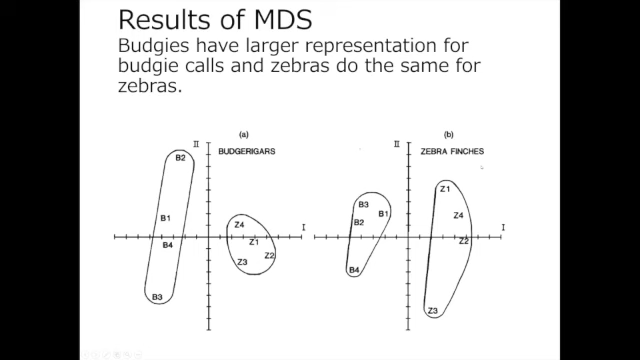 Results of MDS
Budgies have larger representation for
budgie calls and zebras do the same for
zebras.
(a)
BUDGERIGARS
II
I
B2
B1
B4
B3
Z4
Z1
Z2
Z3
(b)
ZEBRA FINCHES
II
I
B3
B1
B2
B4
Z1
Z4
Z2
Z3